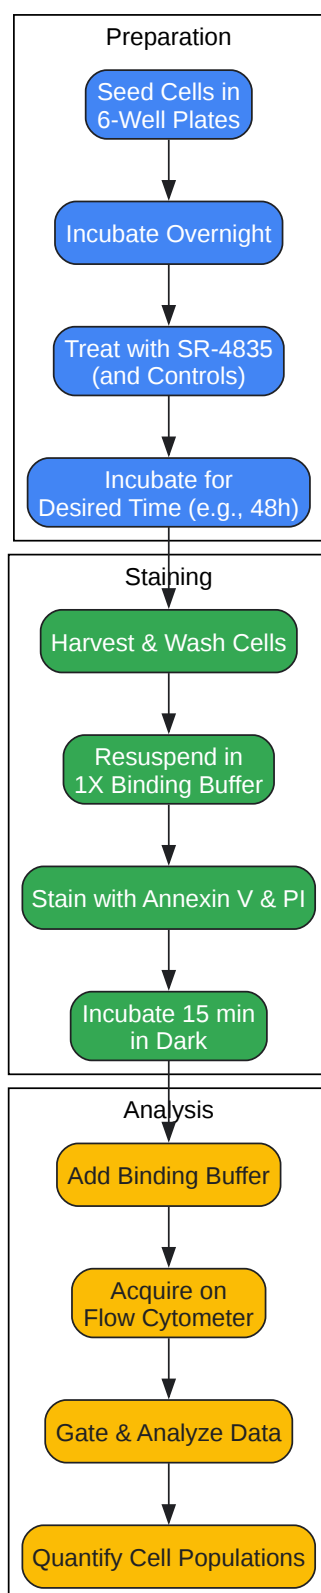 Preparation
Seed Cells in
6-Well Plates
Incubate Overnight
Treat with SR-4835
(and Controls)
Incubate for
Desired Time (e.g., 48h)
Staining
Harvest & Wash Cells
Resuspend in
1X Binding Buffer
Stain with Annexin V & PI
Incubate 15 min
in Dark
Analysis
Add Binding Buffer
Acquire on
Flow Cytometer
Gate & Analyze Data
Quantify Cell Populations